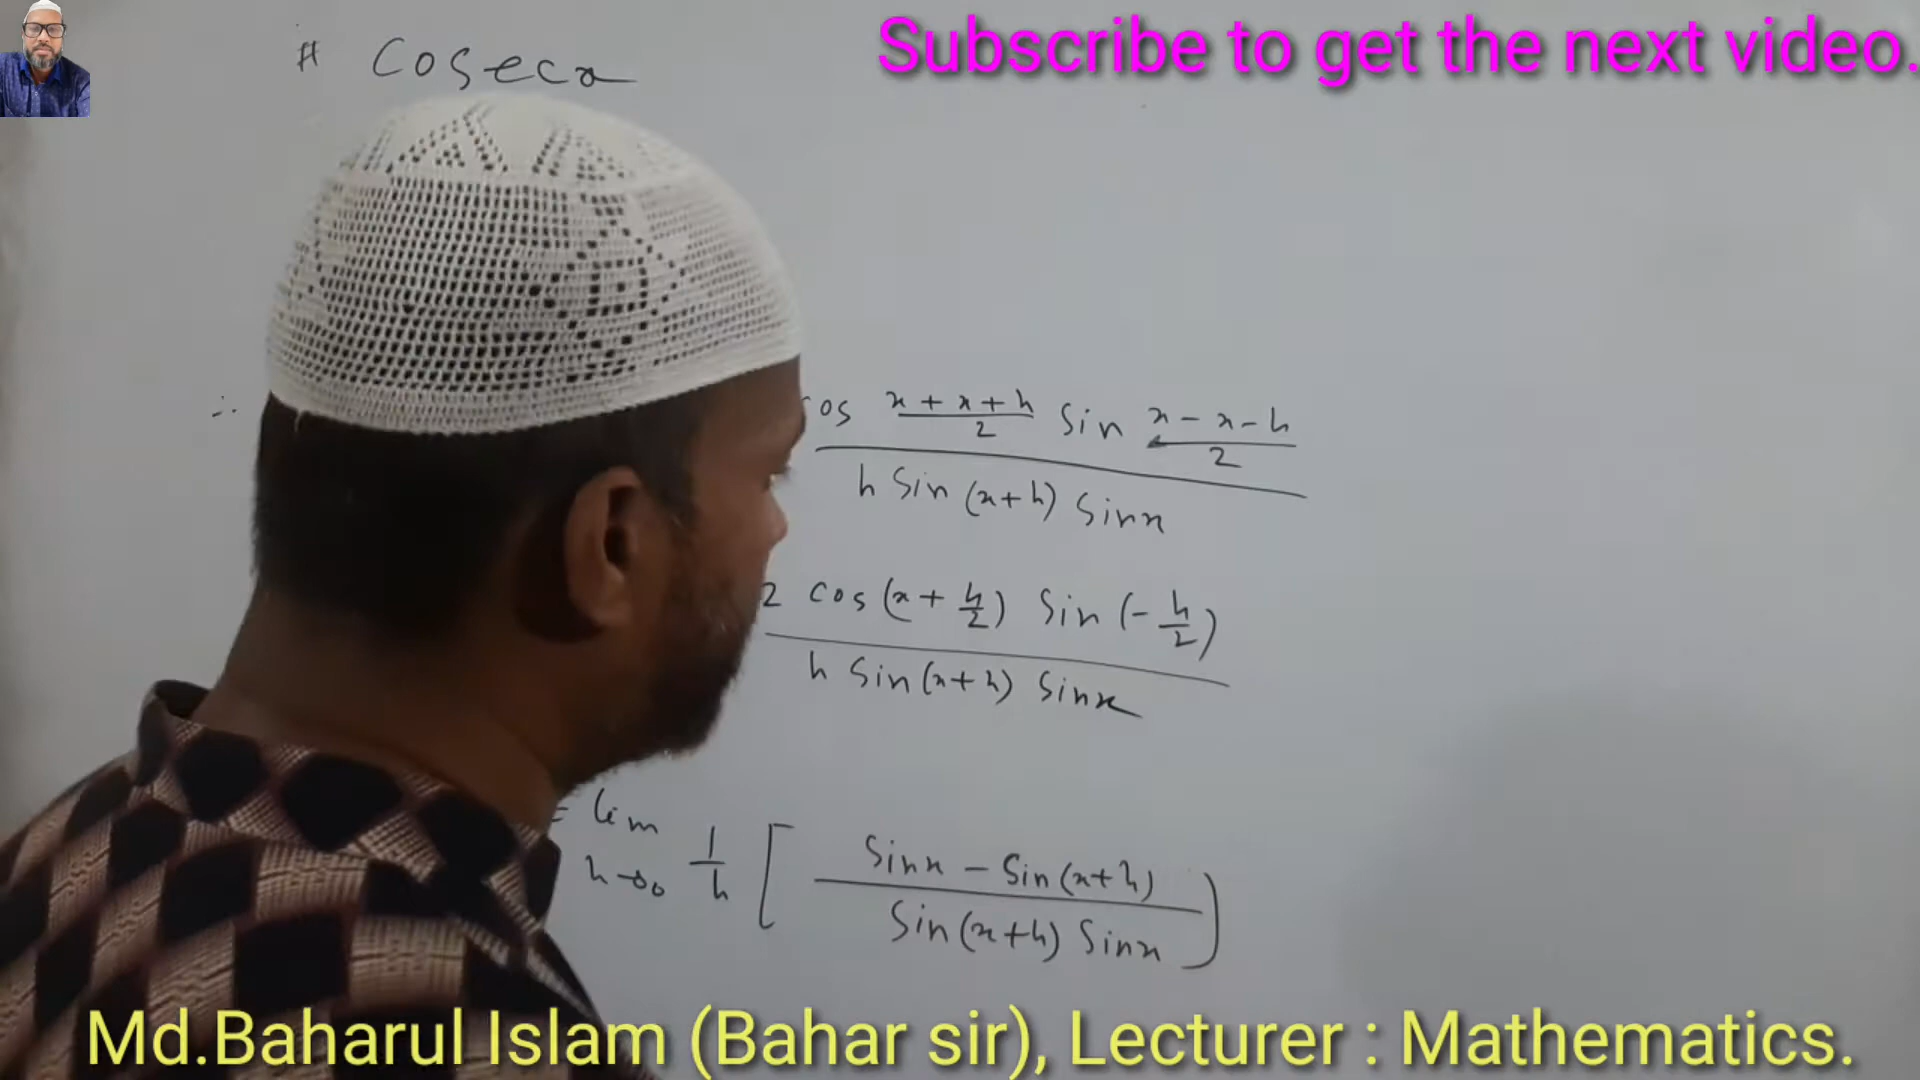 Subscribe to get the next video.
# Cosecx
∴ cos x+x+h/2 sin x-x-h/2
h Sin (x+h) Sinx
2 cos (x+h/2) Sin (-h/2)
h Sin (x+h) Sinx
= lim h→0 1/h [ Sinx - Sin (x+h)
Sin (x+h) Sinx ]
Md.Baharul Islam (Bahar sir), Lecturer : Mathematics.